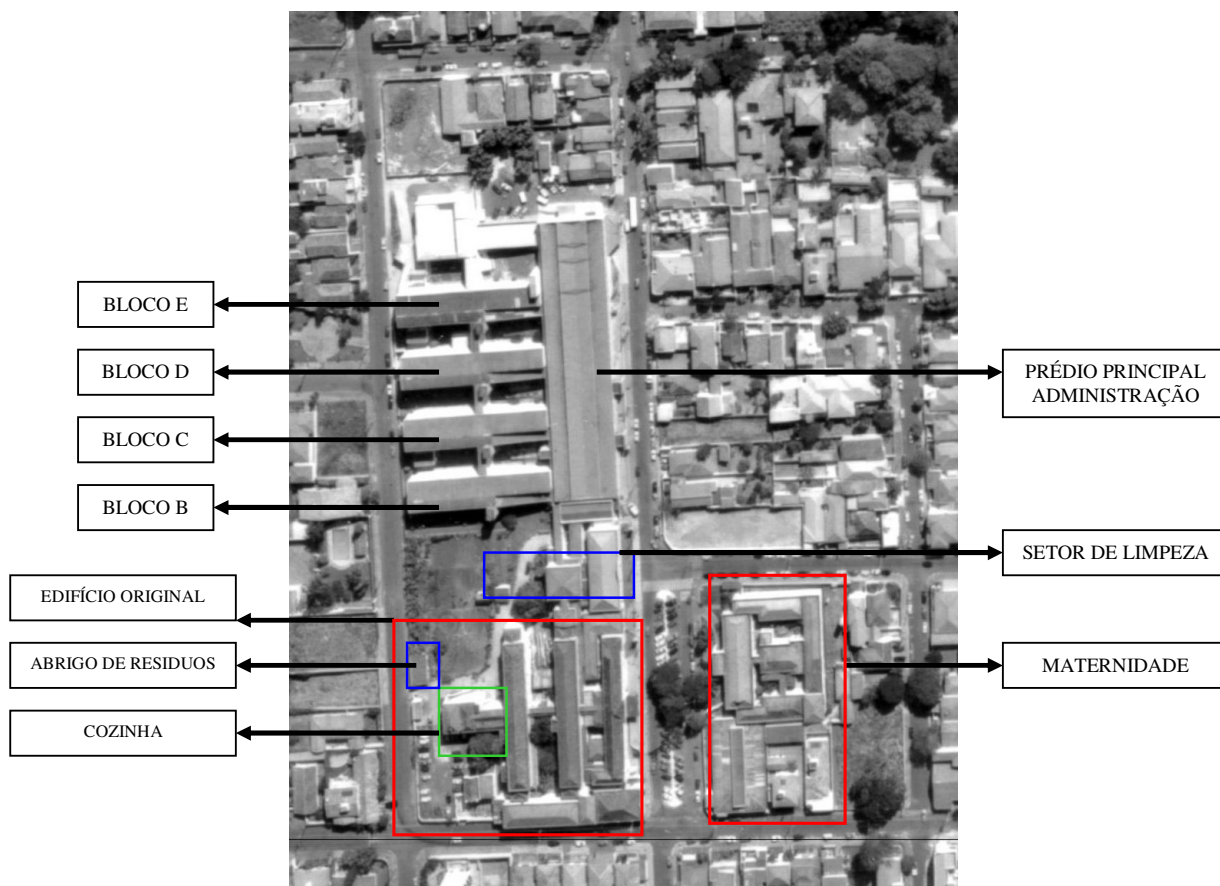 BLOCO E
BLOCO D
BLOCO C
BLOCO B
EDIFÍCIO ORIGINAL
ABRIGO DE RESIDUOS
COZINHA
PRÉDIO PRINCIPAL
ADMINISTRAÇÃO
SETOR DE LIMPEZA
MATERNIDADE